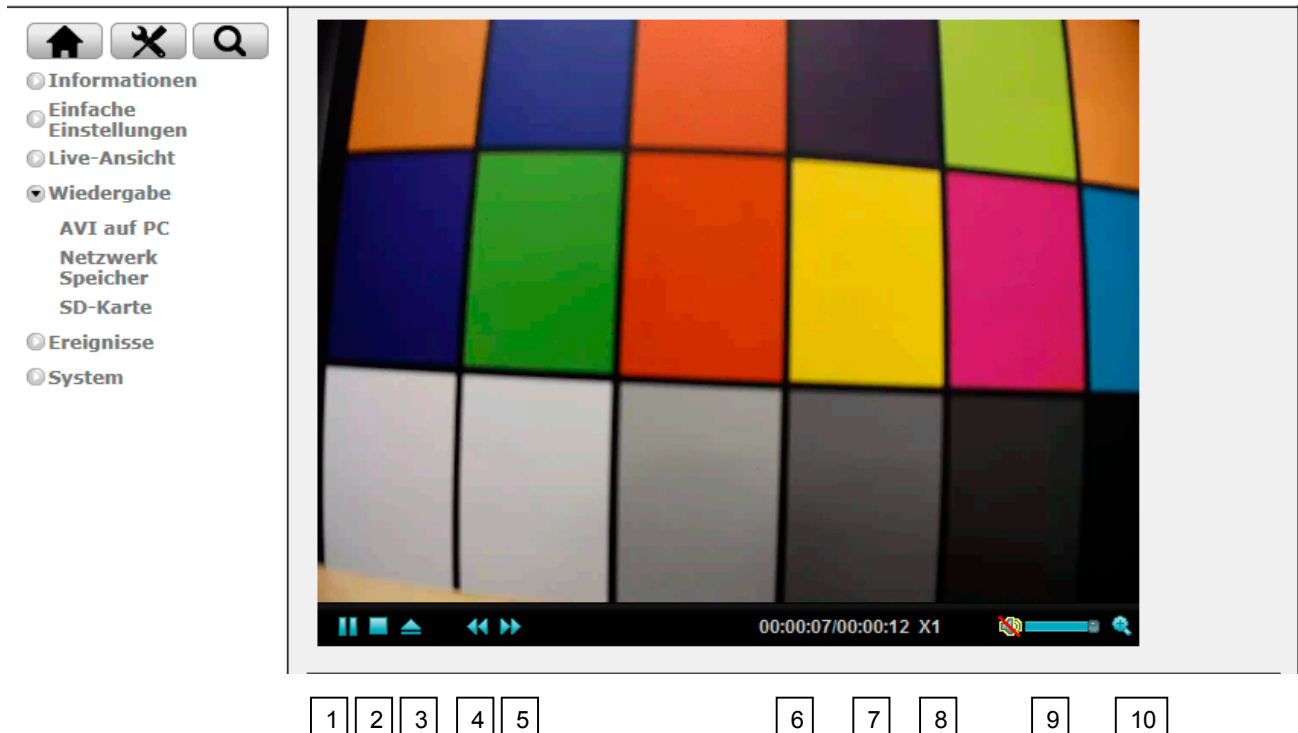 Informationen
Einfache
Einstellungen
Live-Ansicht
Wiedergabe
AVI auf PC
Netzwerk
Speicher
SD-Karte
Ereignisse
System
00:00:07/00:00:12 X1
1 2 3 4 5 6 7 8 9 10